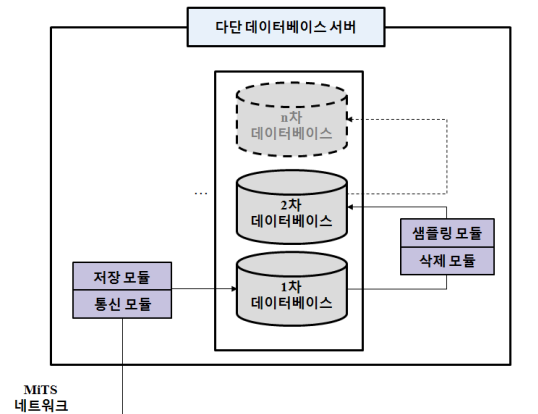 다단 데이터베이스 서버
n차
데이터베이스
...
2차
데이터베이스
샘플링 모듈
삭제 모듈
저장 모듈
통신 모듈
1차
데이터베이스
MiTS
네트워크